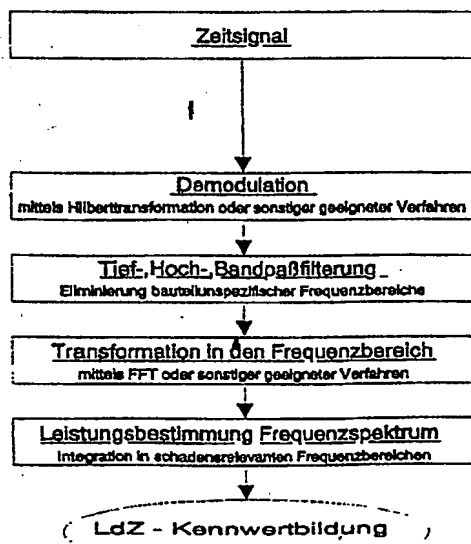 Zeitsignal
Demodulation
mittels Hilberttransformation oder sonstiger geeigneter Verfahren
Tief-,Hoch-,Bandpaßfilterung
Eliminierung bauteilunspezifischer Frequenzbereiche
Transformation in den Frequenzbereich
mittels FFT oder sonstiger geeigneter Verfahren
Leistungsbestimmung Frequenzspektrum
Integration in schadensrelevanten Frequenzbereichen
LdZ - Kennwertbildung